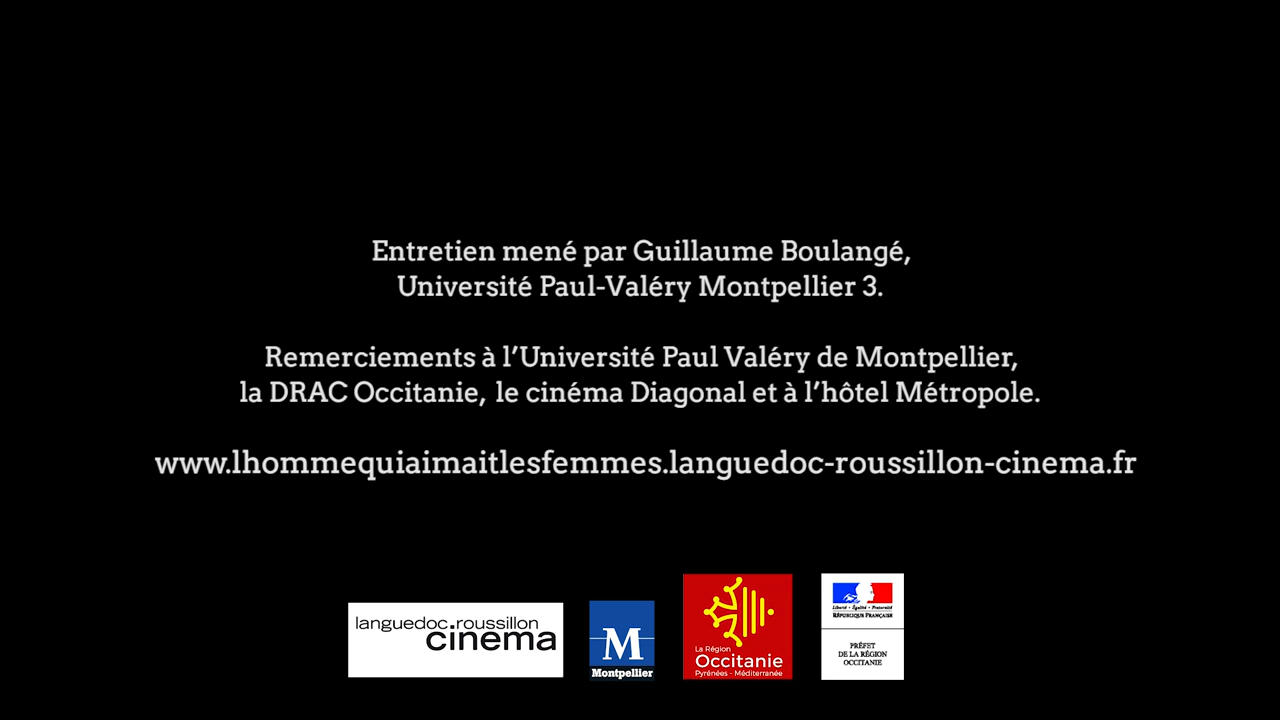 Entretien mené par Guillaume Boulangé,
Université Paul-Valéry Montpellier 3.
Remerciements à l’Université Paul Valéry de Montpellier,
la DRAC Occitanie, le cinéma Diagonal et à l’hôtel Métropole.
www.lhommequiaimaitlesfemmes.languedoc-roussillon-cinema.fr
languedoc.roussillon
cinéma
M
Montpellier
La Région
Occitanie
Pyrénées - Méditerranée
Liberté • Égalité • Fraternité
RÉPUBLIQUE FRANÇAISE
PRÉFET
DE LA RÉGION
OCCITANIE